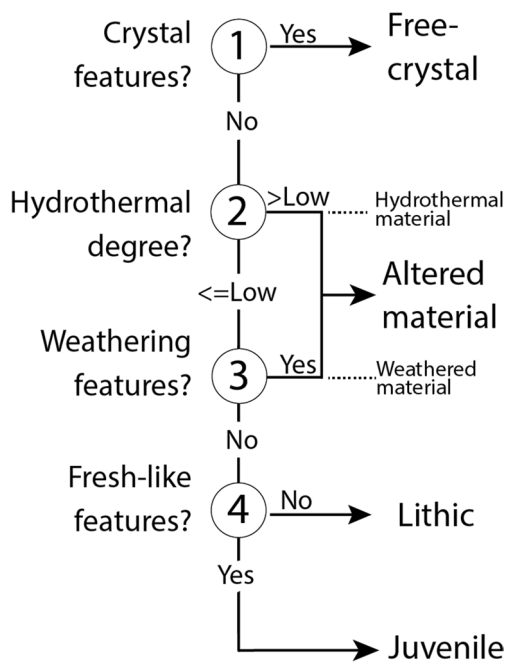 Crystal
features?
1
Yes
Free-
crystal
No
Hydrothermal
degree?
2
>Low
Hydrothermal
material
<=Low
Altered
material
Weathering
features?
3
Yes
Weathered
material
No
Fresh-like
features?
4
No
Lithic
Yes
Juvenile